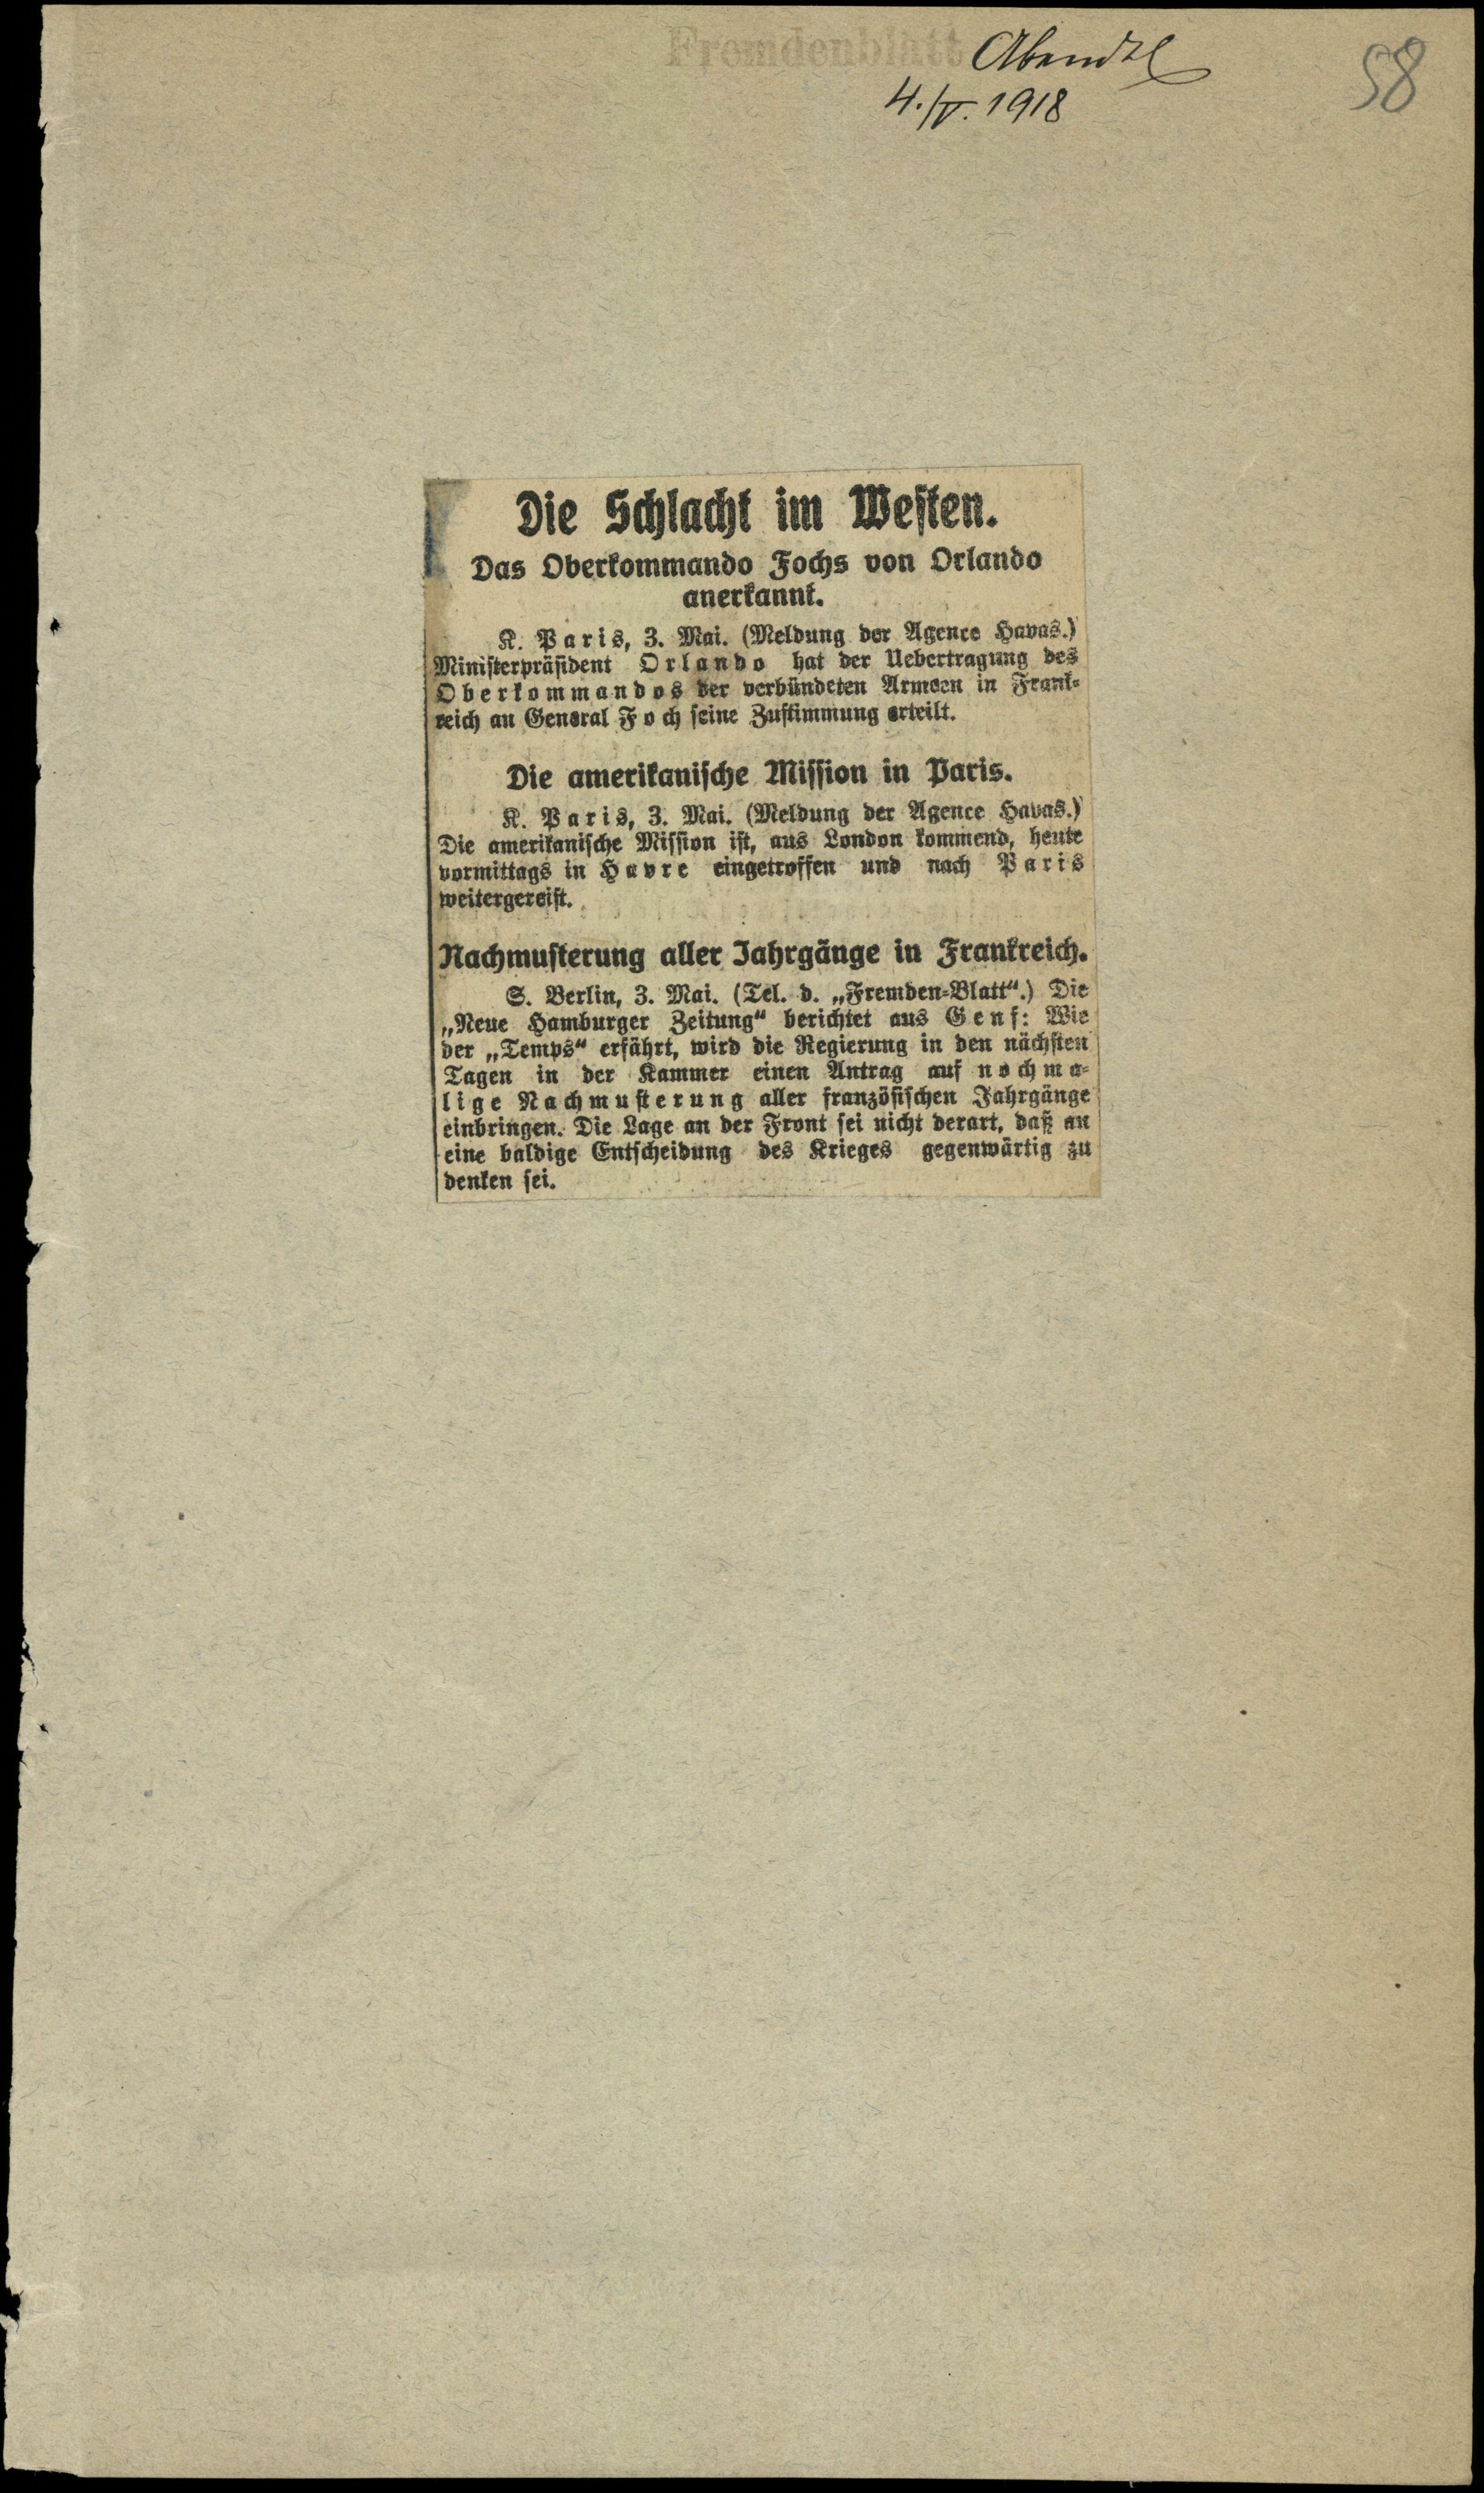 Fremdenblatt Abendbl
4./V. 1918
58
Die Schlacht im Westen.
Das Oberkommando Fochs von Orlando
anerkannt.
K. Paris, 3. Mai. (Meldung der Agence Havas.)
Ministerpräsident Orlando hat der Uebertragung des
Oberkommandos der verbündeten Armeen in Frank-
reich an General Foch seine Zustimmung erteilt.
Die amerikanische Mission in Paris.
K. Paris, 3. Mai. (Meldung der Agence Havas.)
Die amerikanische Mission ist, aus London kommend, heute
vormittags in Havre eingetroffen und nach Paris
weitergereist.
Nachmusterung aller Jahrgänge in Frankreich.
S. Berlin, 3. Mai. (Tel. d. „Fremden-Blatt“.) Die
„Neue Hamburger Zeitung“ berichtet aus Genf: Wie
der „Temps“ erfährt, wird die Regierung in den nächsten
Tagen in der Kammer einen Antrag auf nochma-
lige Nachmusterung aller französischen Jahrgänge
einbringen. Die Lage an der Front sei nicht derart, daß an
eine baldige Entscheidung des Krieges gegenwärtig zu
denken sei.